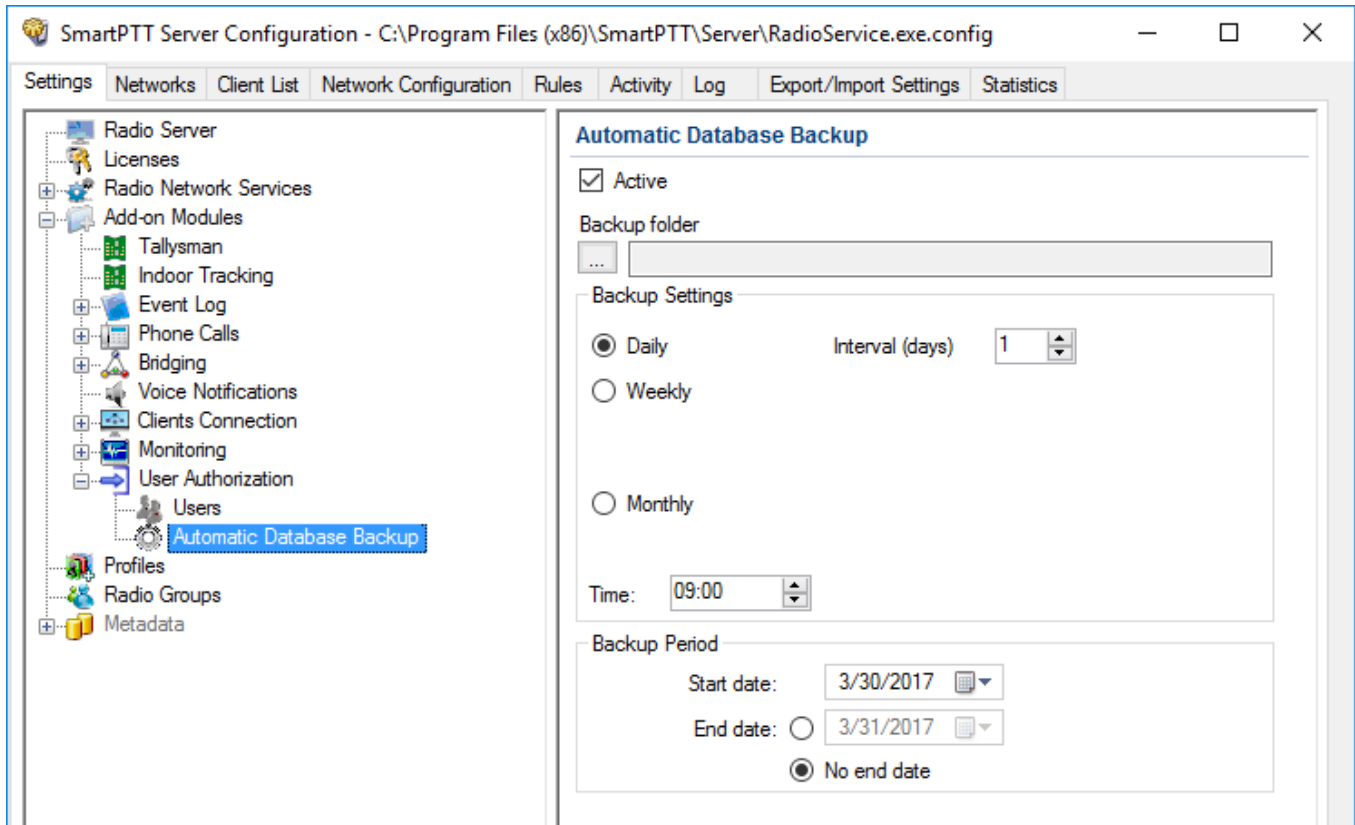 SmartPTT Server Configuration - C:\Program Files (x86)\SmartPTT\Server\RadioService.exe.config
Settings Networks Client List Network Configuration Rules Activity Log Export/Import Settings Statistics
Radio Server
Licenses
Radio Network Services
Add-on Modules
Tallysman
Indoor Tracking
Event Log
Phone Calls
Bridging
Voice Notifications
Clients Connection
Monitoring
User Authorization
Users
Automatic Database Backup
Profiles
Radio Groups
Metadata
Automatic Database Backup
Active
Backup folder
...
Backup Settings
Daily Interval (days) 1
Weekly
Monthly
Time: 09:00
Backup Period
Start date: 3/30/2017
End date: 3/31/2017
No end date